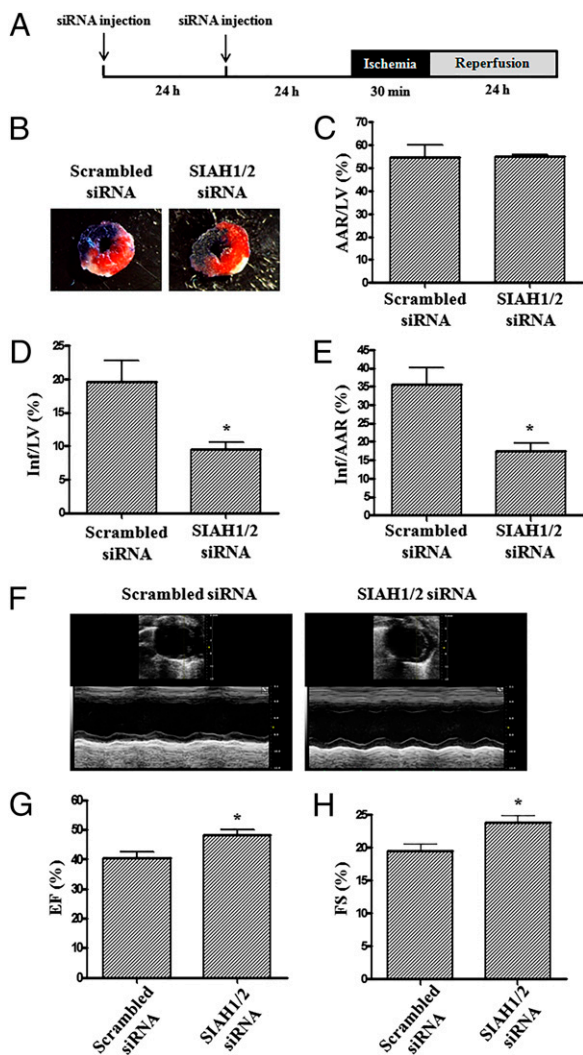 A
siRNA injection siRNA injection
Ischemia Reperfusion
24 h 24 h 30 min 24 h
B
Scrambled siRNA
SIAH1/2 siRNA
C
AAR/LV (%)
70
60
50
40
30
20
10
0
Scrambled siRNA
SIAH1/2 siRNA
D
Inf/LV (%)
25
20
15
10
5
0
*
Scrambled siRNA
SIAH1/2 siRNA
E
Inf/AAR (%)
45
40
35
30
25
20
15
10
5
0
*
Scrambled siRNA
SIAH1/2 siRNA
F
Scrambled siRNA
SIAH1/2 siRNA
G
EF (%)
60
50
40
30
20
10
0
*
Scrambled siRNA
SIAH1/2 siRNA
H
FS (%)
25
20
15
10
5
0
*
Scrambled siRNA
SIAH1/2 siRNA